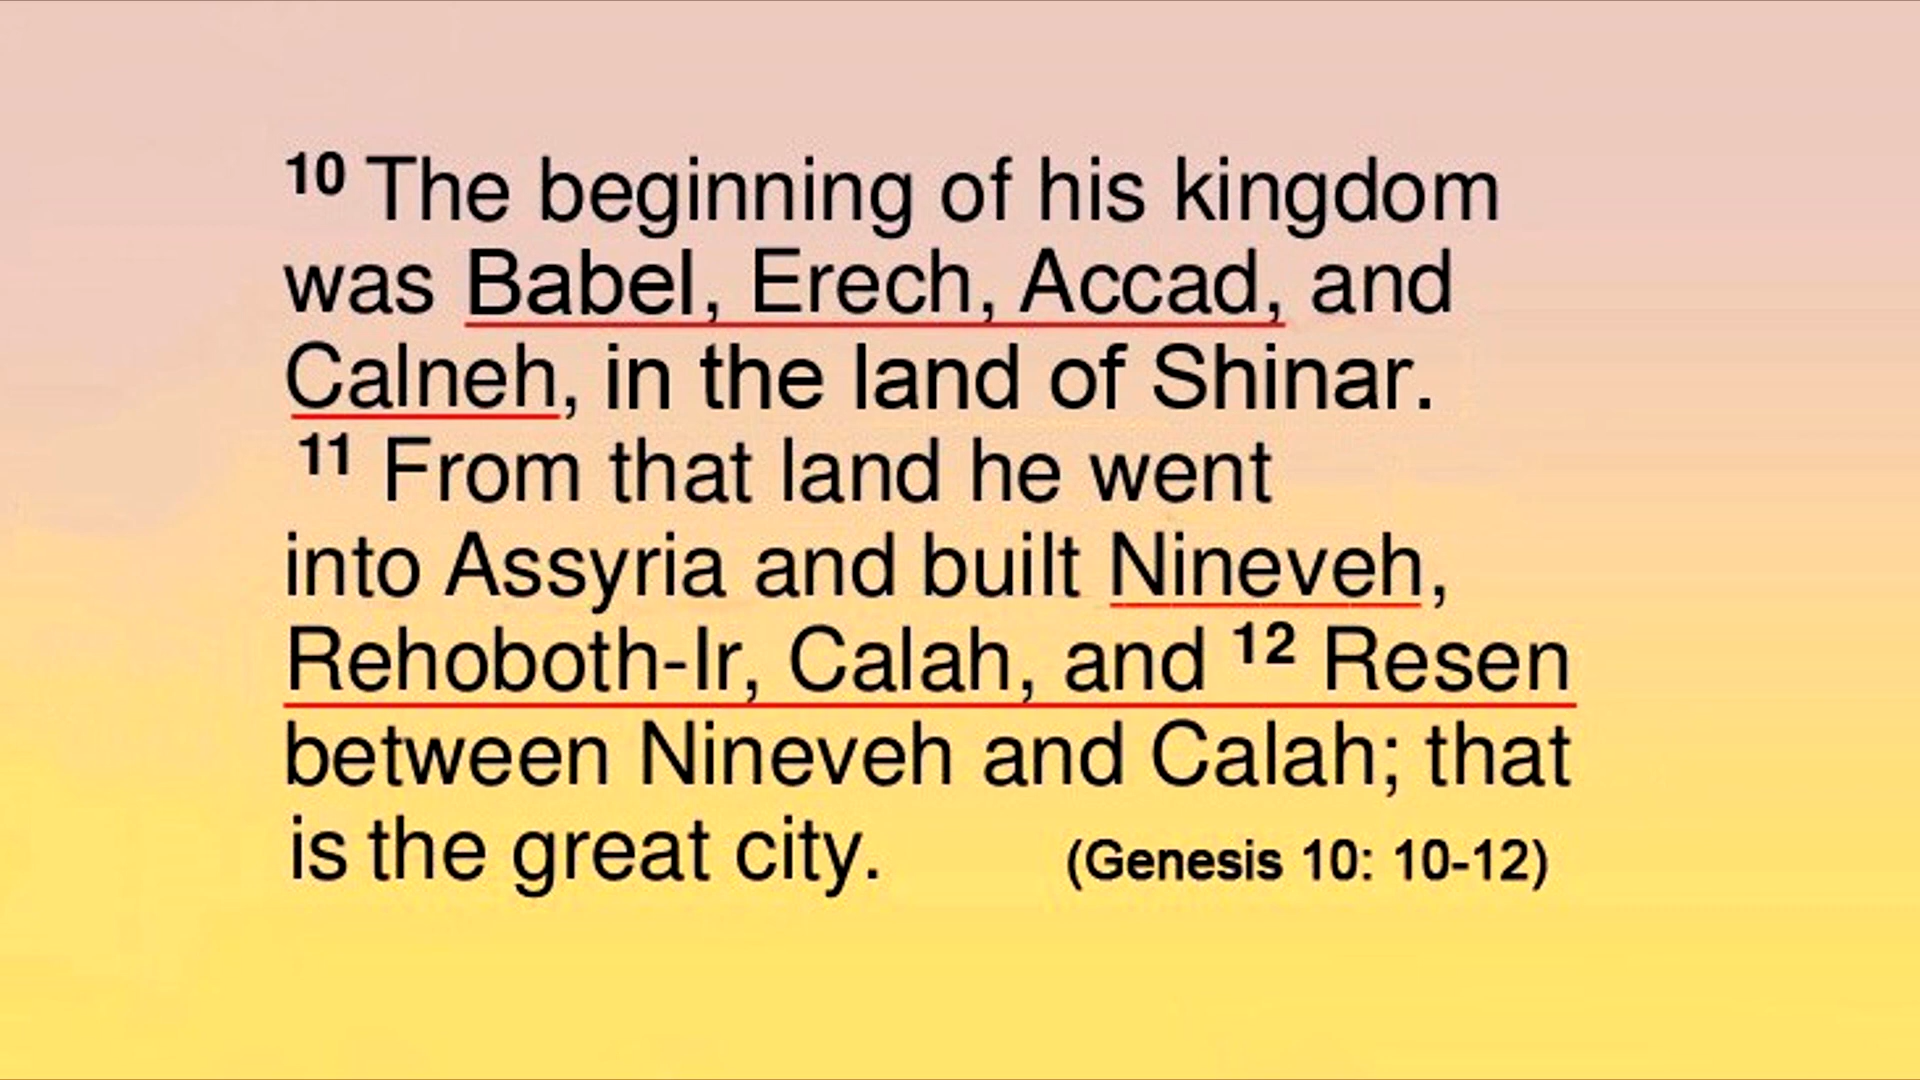 10 The beginning of his kingdom
was Babel, Erech, Accad, and
Calneh, in the land of Shinar.
11 From that land he went
into Assyria and built Nineveh,
Rehoboth-Ir, Calah, and 12 Resen
between Nineveh and Calah; that
is the great city. (Genesis 10: 10-12)